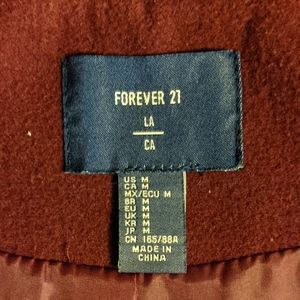 FOREVER 21
LA
CA
US M
CA M
MX/ECU M
BR M
EU M
UK M
KR M
JP M
CN 165/88A
MADE IN
CHINA